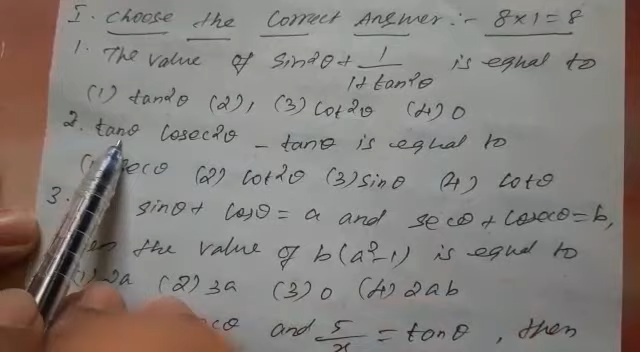 I. Choose the Correct Answer:- 8x1=8
1. The value of sin²θ + 1/1+tan²θ is equal to
(1) tan²θ (2) 1 (3) cot²θ (4) 0
2. tanθ cosec²θ - tanθ is equal to
secθ (2) cot²θ (3) sinθ (4) cotθ
3. sinθ + cosθ = a and secθ + cosecθ = b,
the value of b(a²-1) is equal to
(1) 2a (2) 3a (3) 0 (4) 2ab
and 5/x = tanθ, then